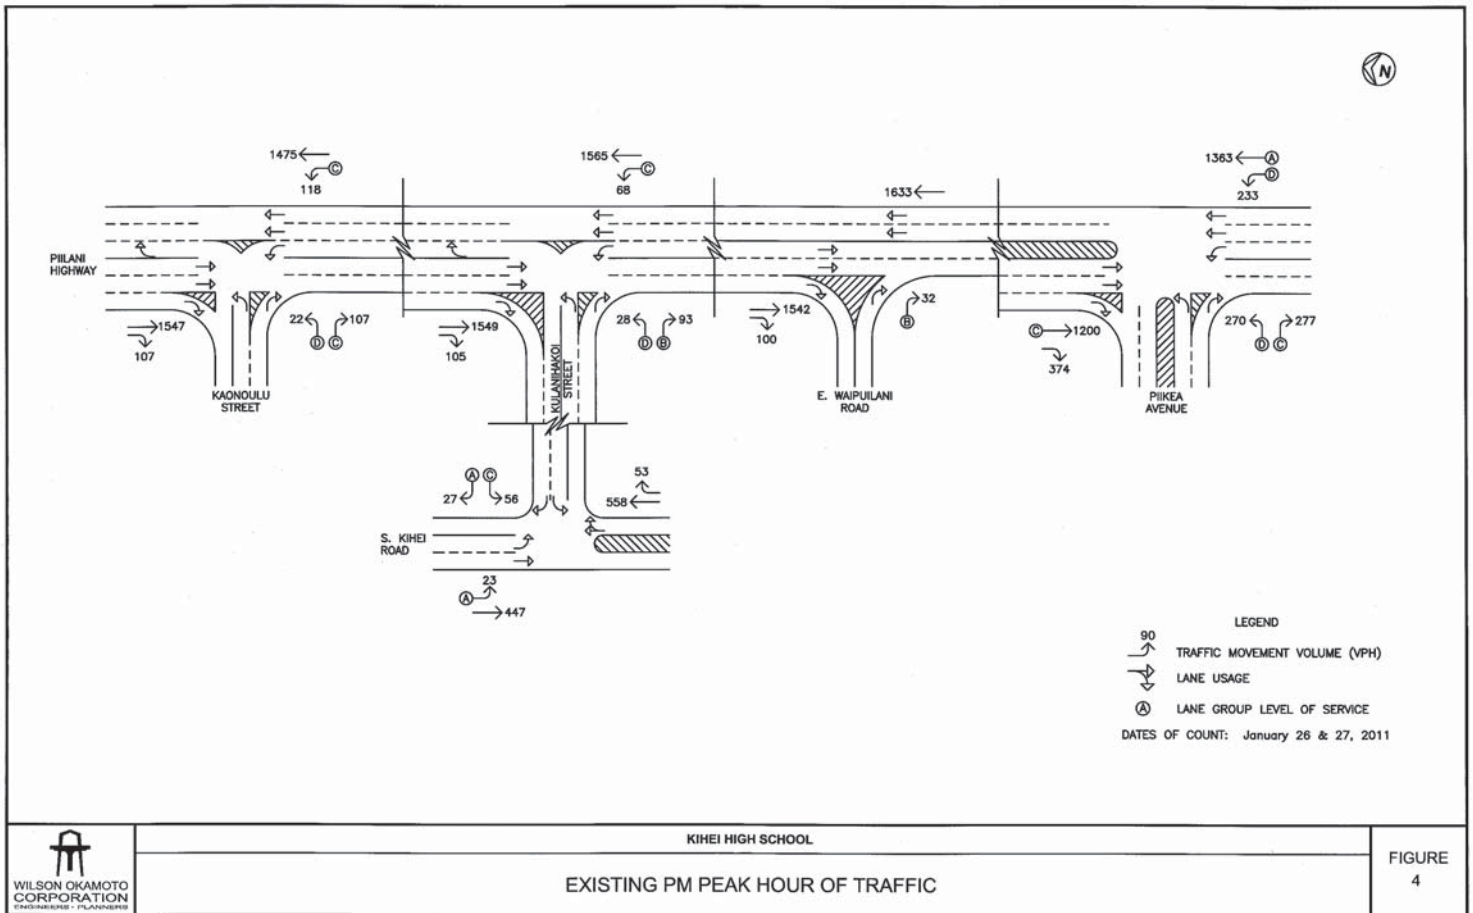 N
1475
C
118
1565
C
68
1633
1363
A
D
233
PIILANI
HIGHWAY
1547
107
22
107
D
C
1549
105
28
93
D
B
1542
100
32
B
C
1200
374
270
277
D
C
KAONOULU
STREET
KULANIHAKOI
STREET
E. WAIPUILANI
ROAD
PIIKEA
AVENUE
A
C
27
56
53
558
S. KIHEI
ROAD
23
A
447
LEGEND
90
TRAFFIC MOVEMENT VOLUME (VPH)
LANE USAGE
A LANE GROUP LEVEL OF SERVICE
DATES OF COUNT: January 26 & 27, 2011
WILSON OKAMOTO
CORPORATION
ENGINEERS - PLANNERS
KIHEI HIGH SCHOOL
EXISTING PM PEAK HOUR OF TRAFFIC
FIGURE
4